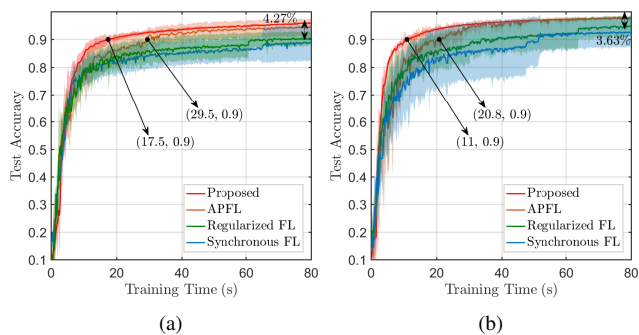 4.27%
0.9
0.8
0.7
0.6
0.5
0.4
0.3
0.2
0.1
Test Accuracy
(29.5, 0.9)
(17.5, 0.9)
Proposed
APFL
Regularized FL
Synchronous FL
0 20 40 60 80
Training Time (s)
(a)
3.63%
0.9
0.8
0.7
0.6
0.5
0.4
0.3
0.2
0.1
Test Accuracy
(20.8, 0.9)
(11, 0.9)
Proposed
APFL
Regularized FL
Synchronous FL
0 20 40 60 80
Training Time (s)
(b)